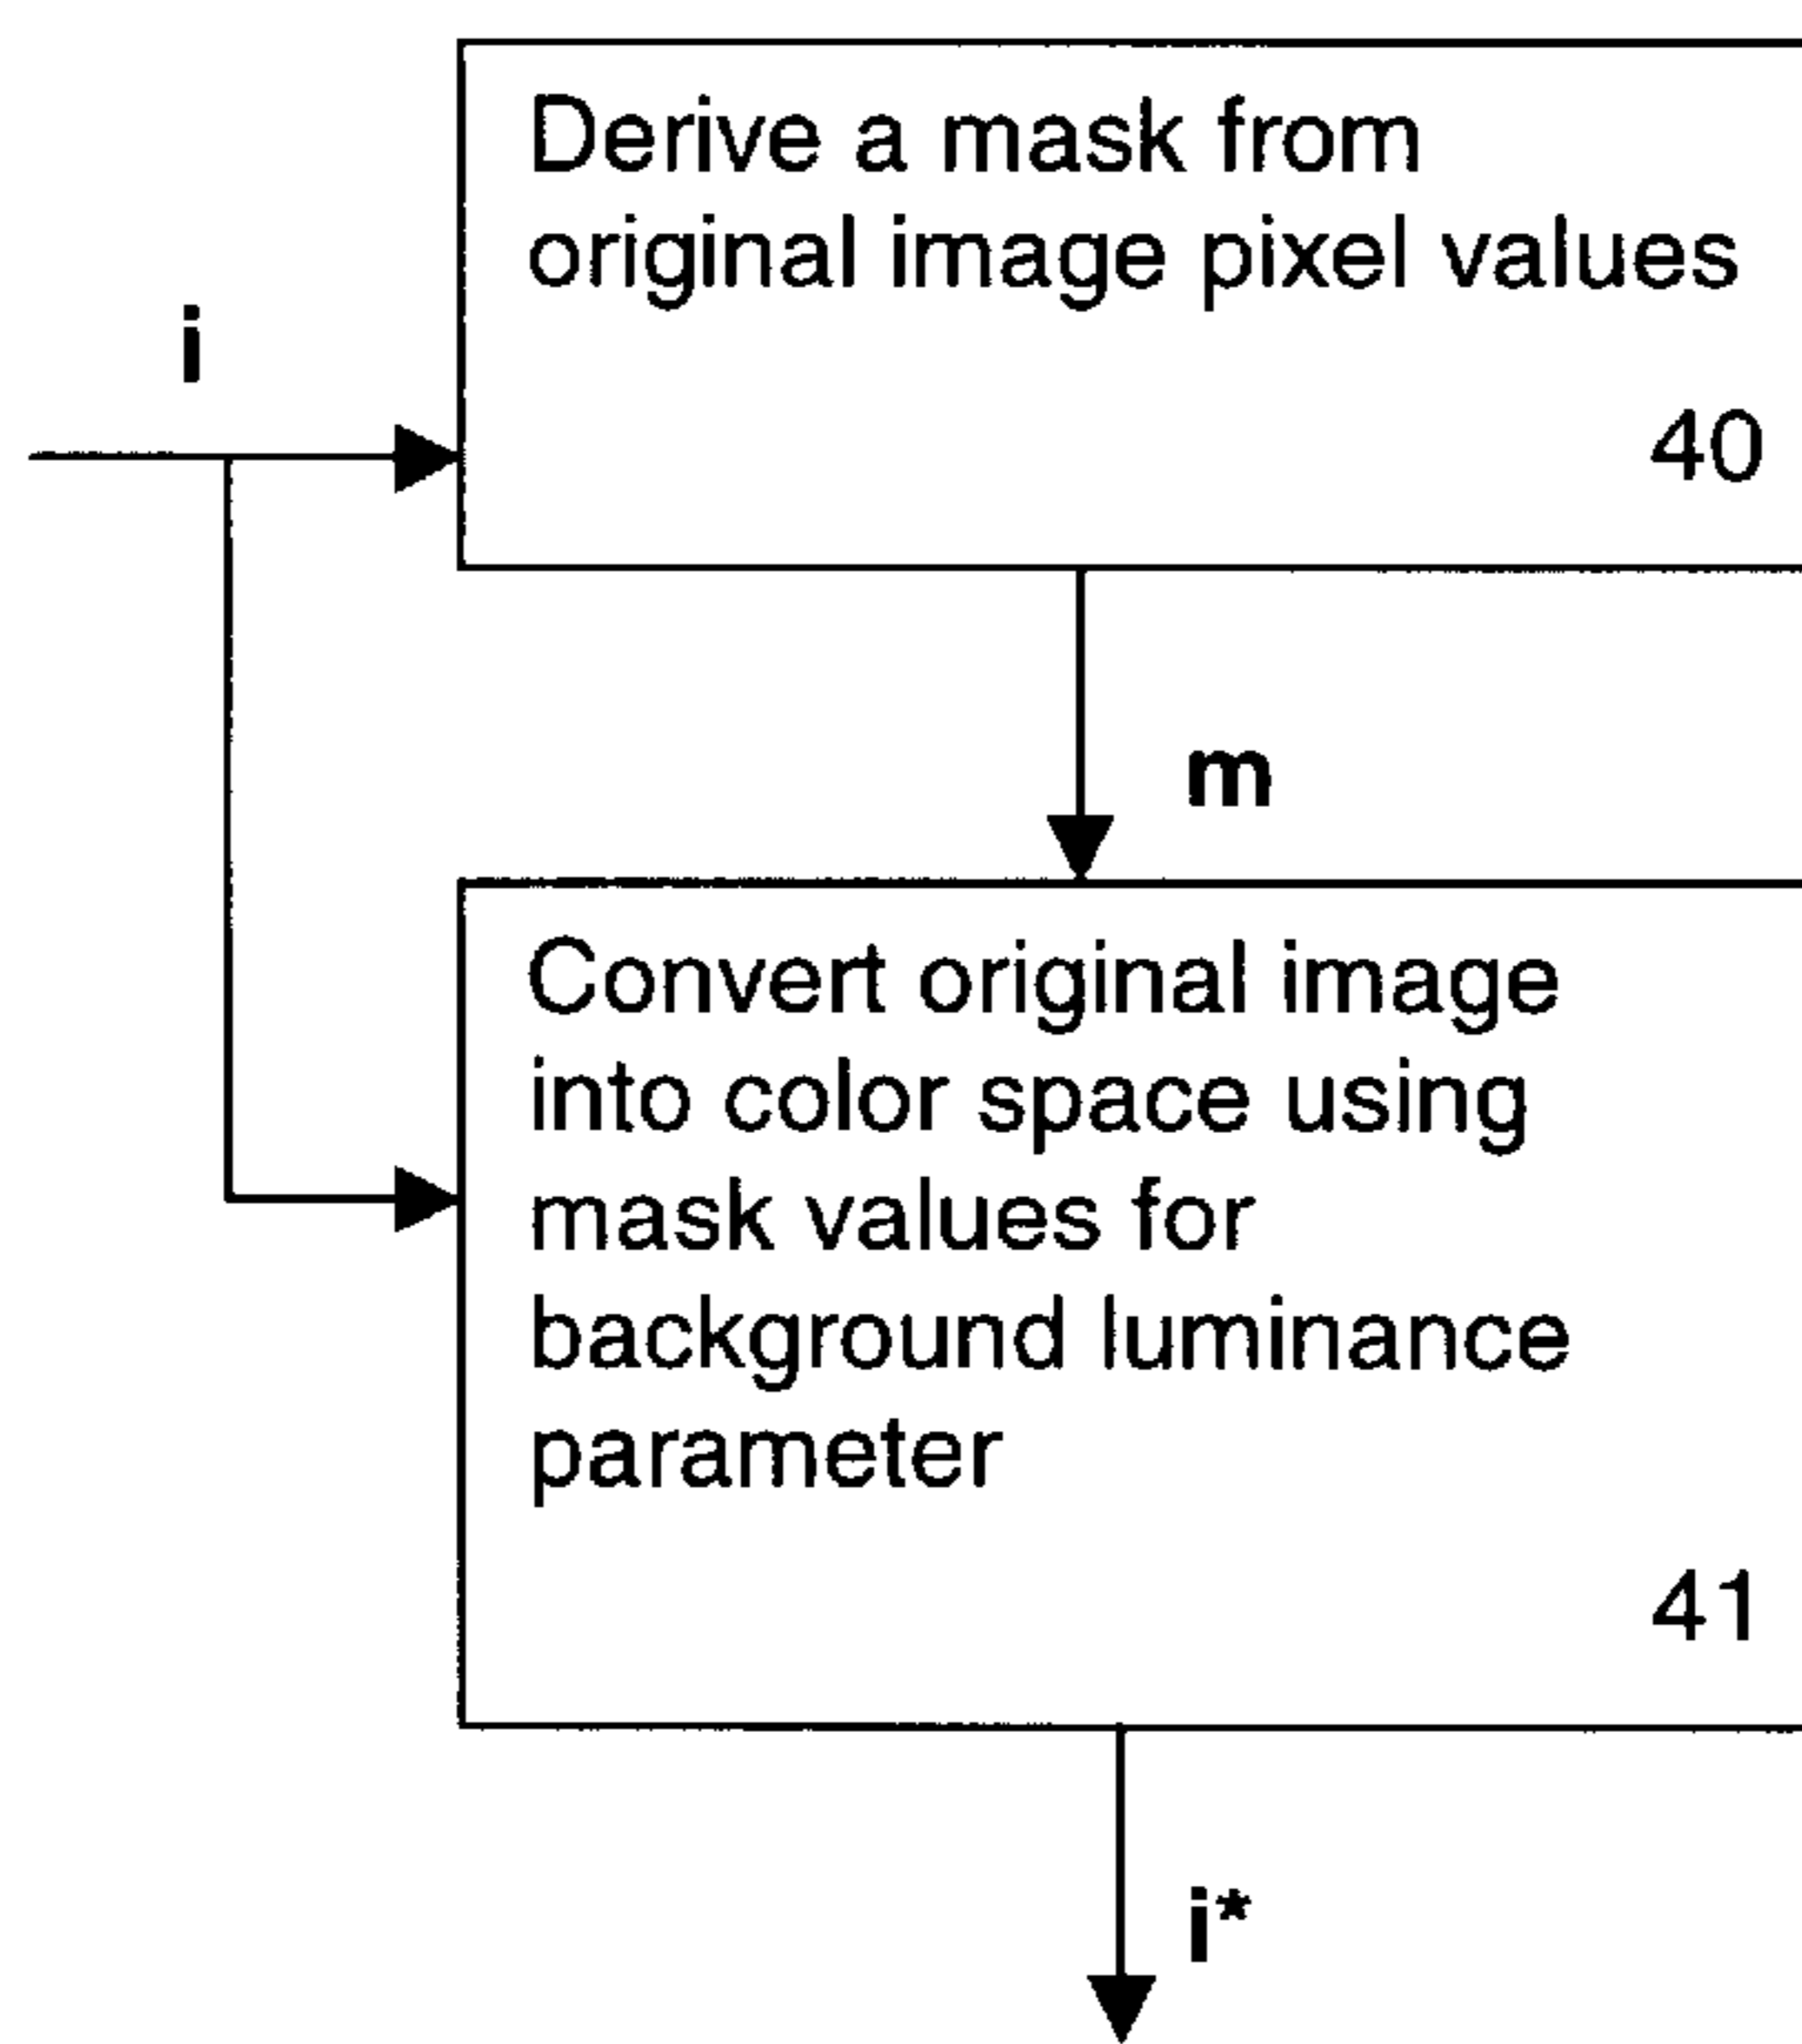 Derive a mask from
original image pixel values
i
40
m
Convert original image
into color space using
mask values for
background luminance
parameter
41
i*